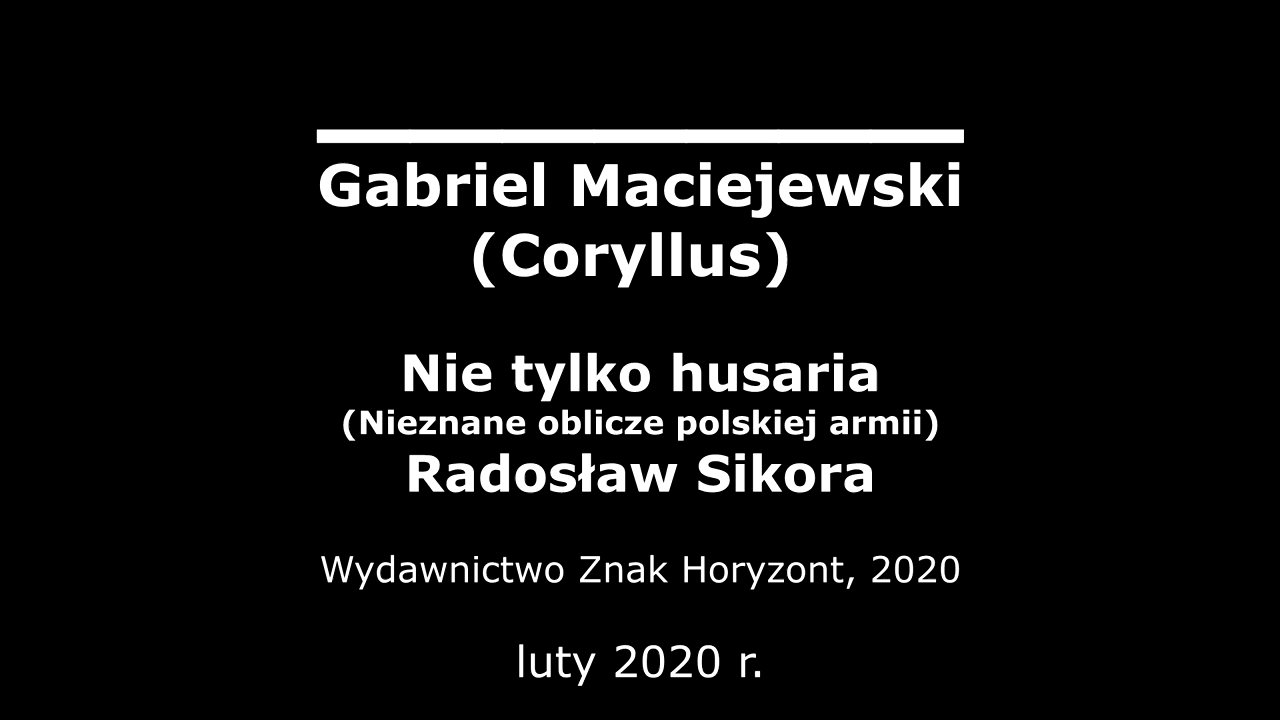 Gabriel Maciejewski
(Coryllus)
Nie tylko husaria
(Nieznane oblicze polskiej armii)
Radosław Sikora
Wydawnictwo Znak Horyzont, 2020
luty 2020 r.